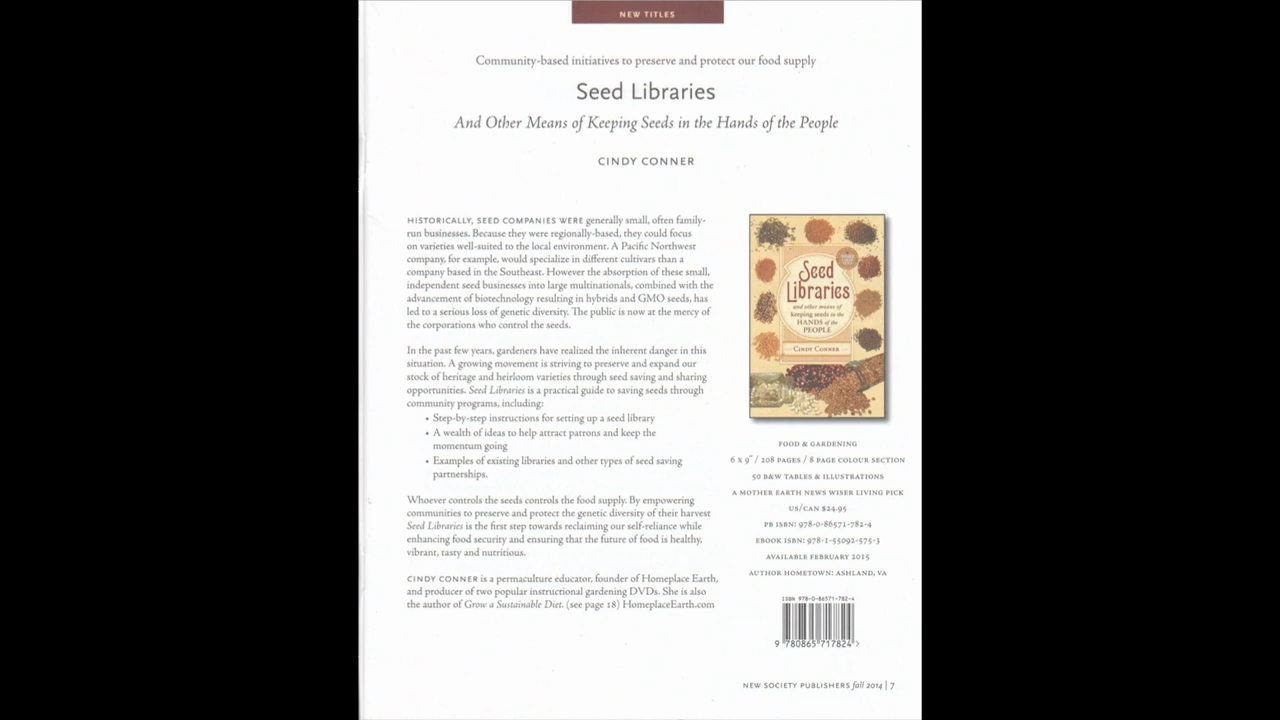 NEW TITLES
Community-based initiatives to preserve and protect our food supply
Seed Libraries
And Other Means of Keeping Seeds in the Hands of the People
CINDY CONNER
HISTORICALLY, SEED COMPANIES WERE generally small, often family-
run businesses. Because they were regionally-based, they could focus
on varieties well-suited to the local environment. A Pacific Northwest
company, for example, would specialize in different cultivars than a
company based in the Southeast. However the absorption of these small,
independent seed businesses into large multinationals, combined with the
advancement of biotechnology resulting in hybrids and GMO seeds, has
led to a serious loss of genetic diversity. The public is now at the mercy of
the corporations who control the seeds.
In the past few years, gardeners have realized the inherent danger in this
situation. A growing movement is striving to preserve and expand our
stock of heritage and heirloom varieties through seed saving and sharing
opportunities. Seed Libraries is a practical guide to saving seeds through
community programs, including:
• Step-by-step instructions for setting up a seed library
• A wealth of ideas to help attract patrons and keep the
momentum going
• Examples of existing libraries and other types of seed saving
partnerships.
Whoever controls the seeds controls the food supply. By empowering
communities to preserve and protect the genetic diversity of their harvest
Seed Libraries is the first step towards reclaiming our self-reliance while
enhancing food security and ensuring that the future of food is healthy,
vibrant, tasty and nutritious.
CINDY CONNER is a permaculture educator, founder of Homeplace Earth,
and producer of two popular instructional gardening DVDs. She is also
the author of Grow a Sustainable Diet. (see page 18) HomeplaceEarth.com
Seed
Libraries
and other means of
keeping seeds in the
HANDS of the
PEOPLE
CINDY CONNER
FOOD & GARDENING
6 X 9" / 208 PAGES / 8 PAGE COLOUR SECTION
50 B&W TABLES & ILLUSTRATIONS
A MOTHER EARTH NEWS WISER LIVING PICK
US/CAN $24.95
PB ISBN: 978-0-86571-782-4
EBOOK ISBN: 978-1-55092-575-3
AVAILABLE FEBRUARY 2015
AUTHOR HOMETOWN: ASHLAND, VA
ISBN 978-0-86571-782-4
9 780865 717824 >
NEW SOCIETY PUBLISHERS fall 2014 | 7